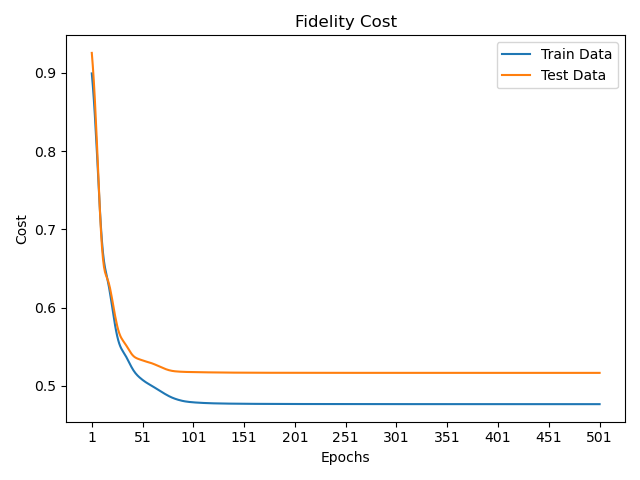 Fidelity Cost
Train Data
Test Data
Cost
0.9
0.8
0.7
0.6
0.5
1 51 101 151 201 251 301 351 401 451 501
Epochs